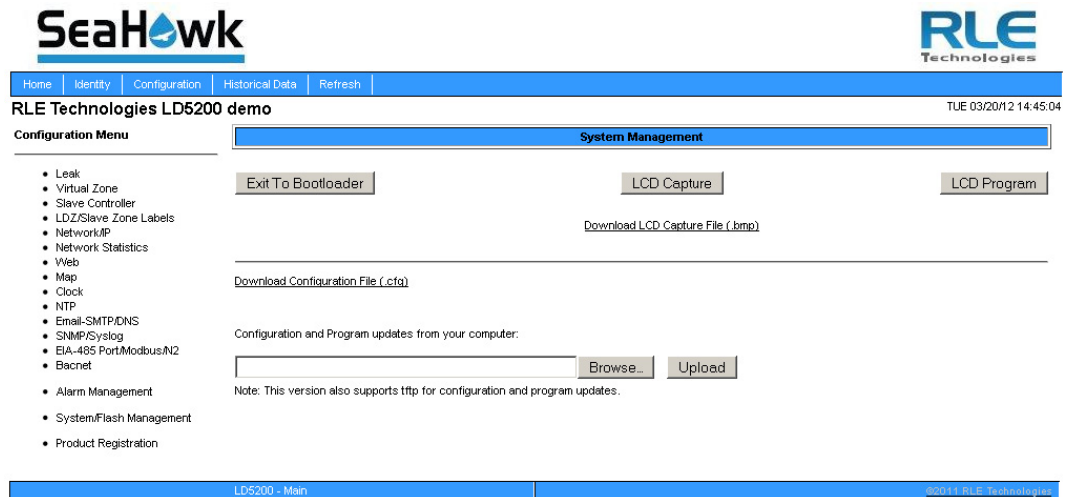 SeaHawk
RLE
Technologies
Home Identity Configuration Historical Data Refresh
RLE Technologies LD5200 demo
TUE 03/20/12 14:45:04
Configuration Menu
System Management
• Leak
• Virtual Zone
• Slave Controller
• LDZ/Slave Zone Labels
• Network/IP
• Network Statistics
• Web
• Map
• Clock
• NTP
• Email-SMTP/DNS
• SNMP/Syslog
• EIA-485 Port/Modbus/N2
• Bacnet
• Alarm Management
• System/Flash Management
• Product Registration
Exit To Bootloader LCD Capture LCD Program
Download LCD Capture File (.bmp)
Download Configuration File (.cfg)
Configuration and Program updates from your computer:
Browse... Upload
Note: This version also supports tftp for configuration and program updates.
LD5200 - Main
©2011 RLE Technologies